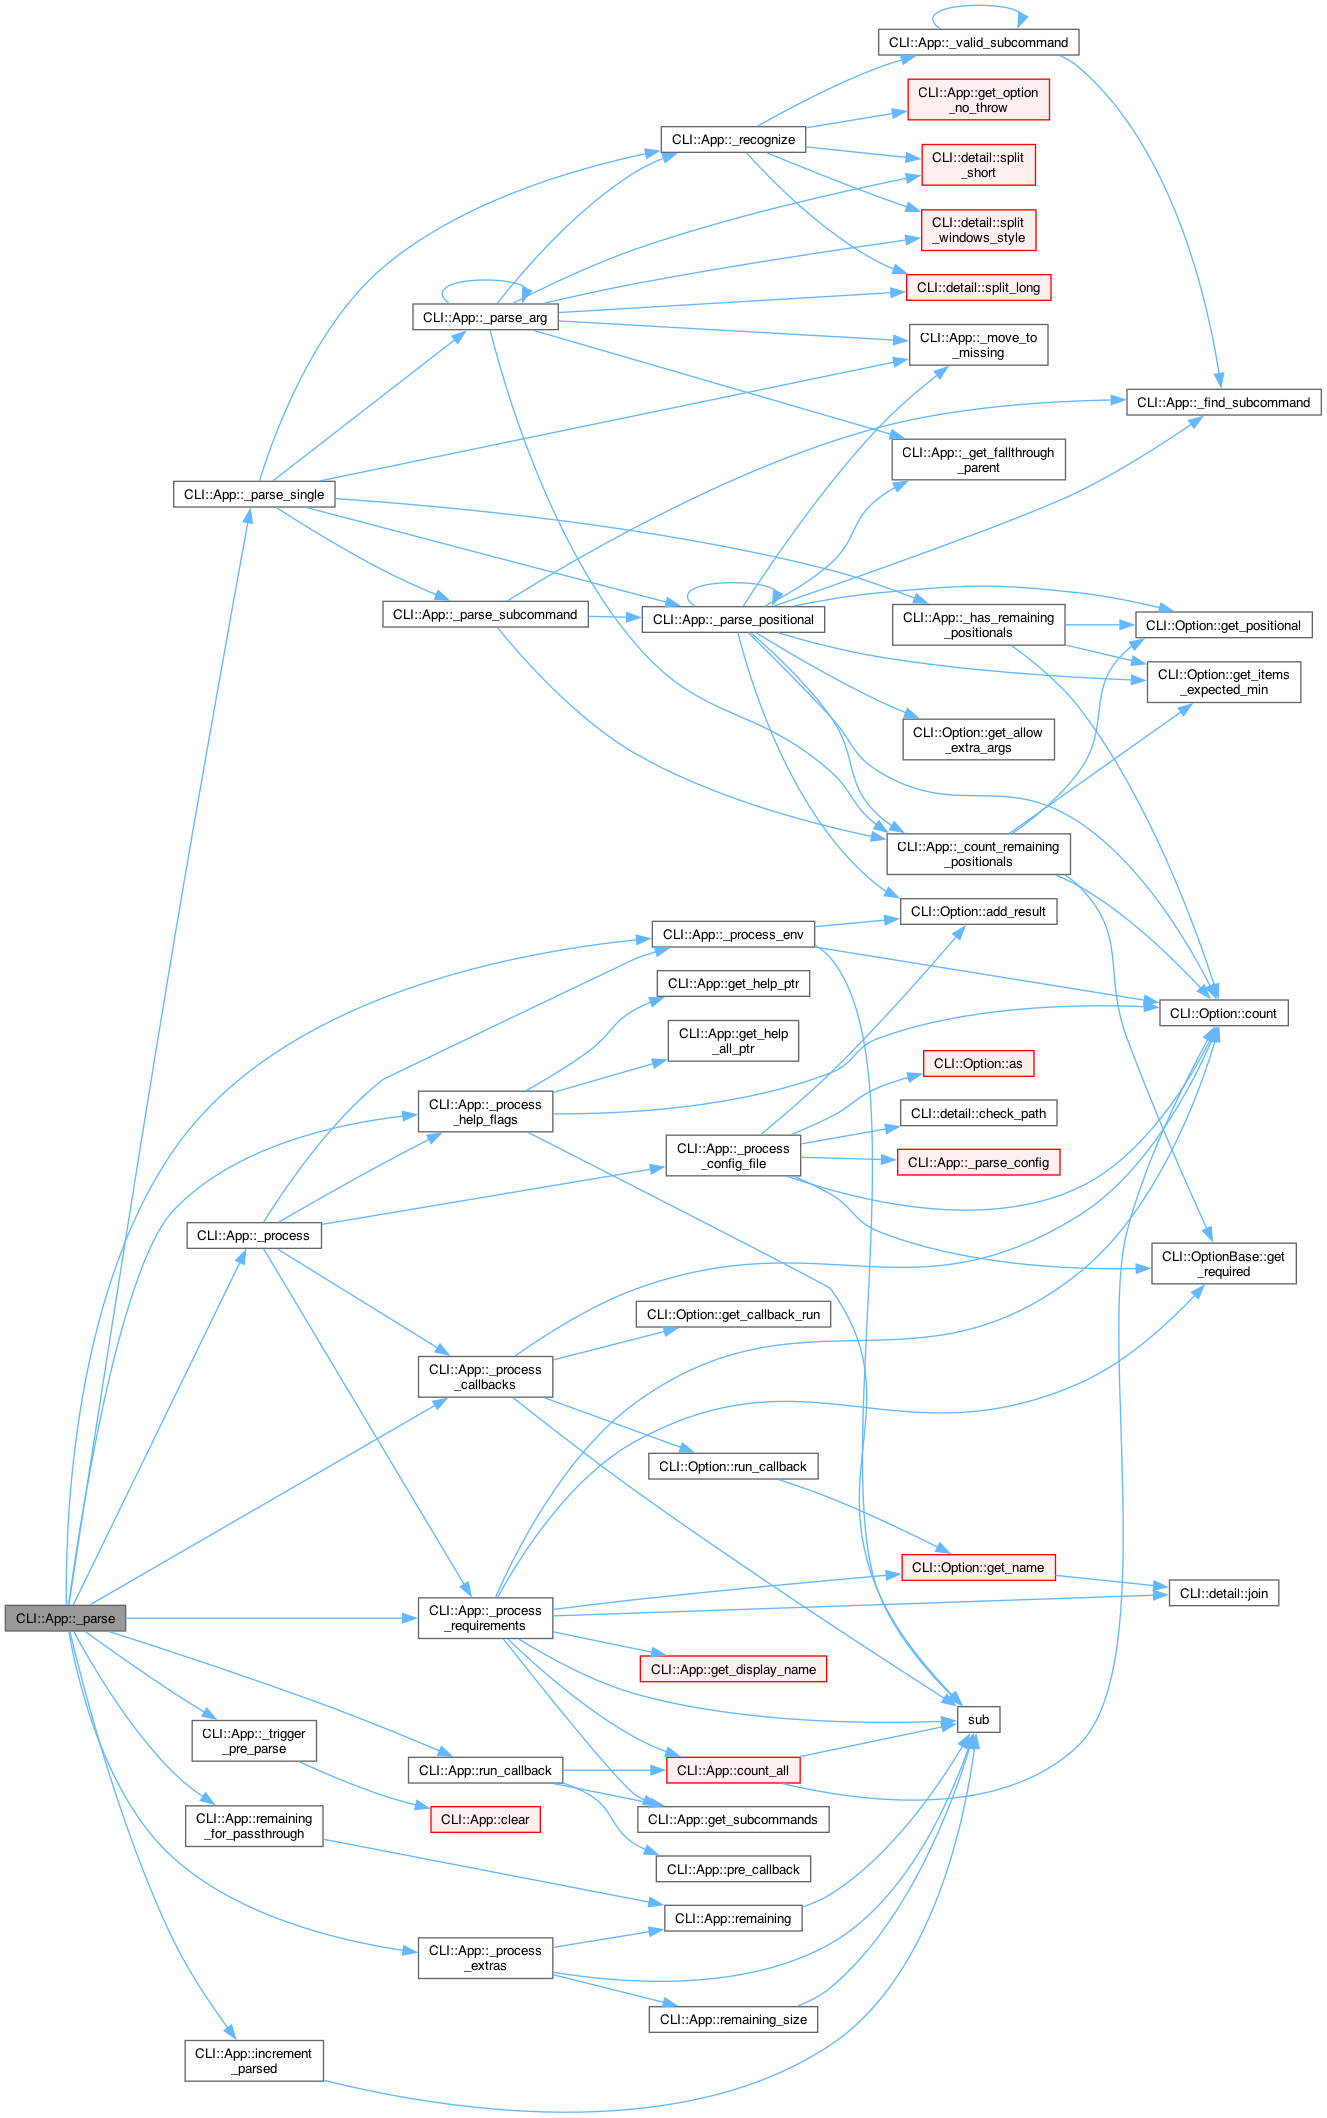 CLI::App::_valid_subcommand
CLI::App::get_option
_no_throw
CLI::App::_recognize
CLI::detail::split
_short
CLI::detail::split
_windows_style
CLI::detail::split_long
CLI::App::_parse_arg
CLI::App::_move_to
_missing
CLI::App::_find_subcommand
CLI::App::_get_fallthrough
_parent
CLI::App::_parse_single
CLI::App::_parse_subcommand
CLI::App::_parse_positional
CLI::App::_has_remaining
_positionals
CLI::Option::get_positional
CLI::Option::get_items
_expected_min
CLI::Option::get_allow
_extra_args
CLI::App::_count_remaining
_positionals
CLI::Option::add_result
CLI::App::_process_env
CLI::App::get_help_ptr
CLI::Option::count
CLI::App::get_help
_all_ptr
CLI::Option::as
CLI::App::_process
_help_flags
CLI::detail::check_path
CLI::App::_process
_config_file
CLI::App::_parse_config
CLI::App::_process
CLI::OptionBase::get
_required
CLI::Option::get_callback_run
CLI::App::_process
_callbacks
CLI::Option::run_callback
CLI::Option::get_name
CLI::detail::join
CLI::App::_parse
CLI::App::_process
_requirements
CLI::App::get_display_name
sub
CLI::App::_trigger
_pre_parse
CLI::App::run_callback
CLI::App::count_all
CLI::App::remaining
_for_passthrough
CLI::App::clear
CLI::App::get_subcommands
CLI::App::pre_callback
CLI::App::remaining
CLI::App::_process
_extras
CLI::App::remaining_size
CLI::App::increment
_parsed